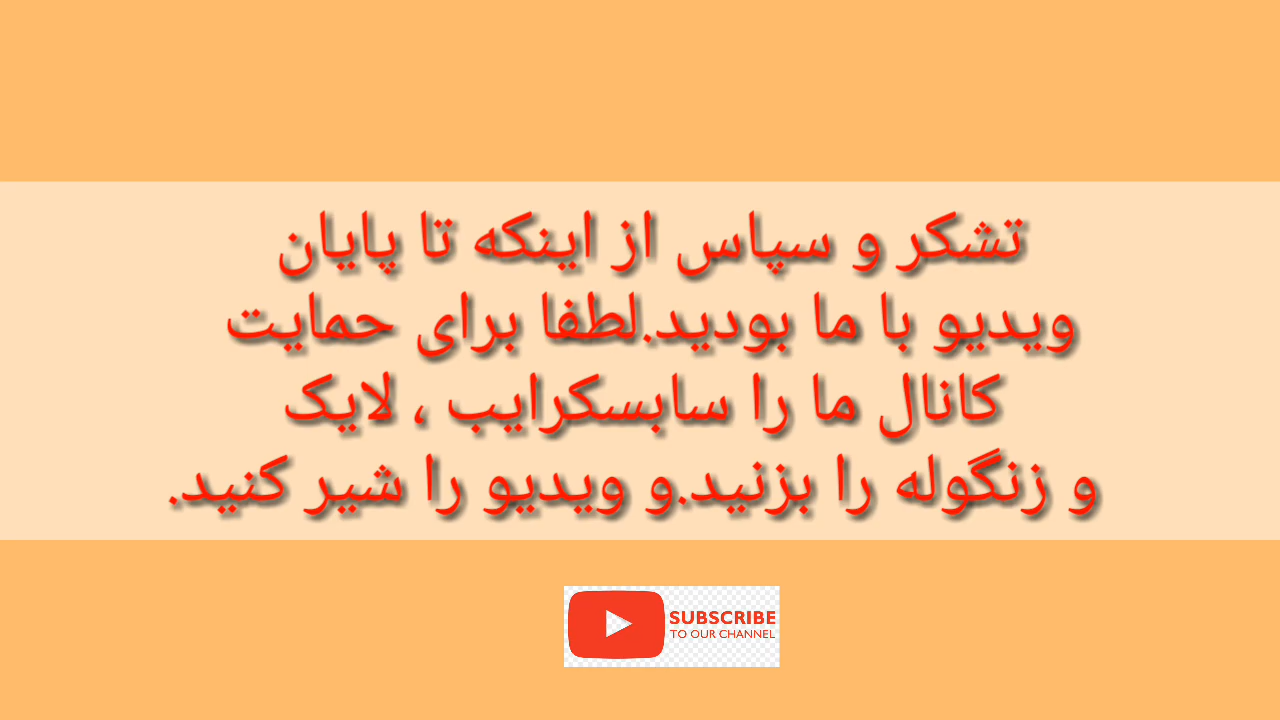 تشکر و سپاس از اینکه تا پایان
ویدیو با ما بودید.لطفا برای حمایت
کانال ما را سابسکرایب ، لایک
و زنگوله را بزنید.و ویدیو را شیر کنید.
SUBSCRIBE
TO OUR CHANNEL